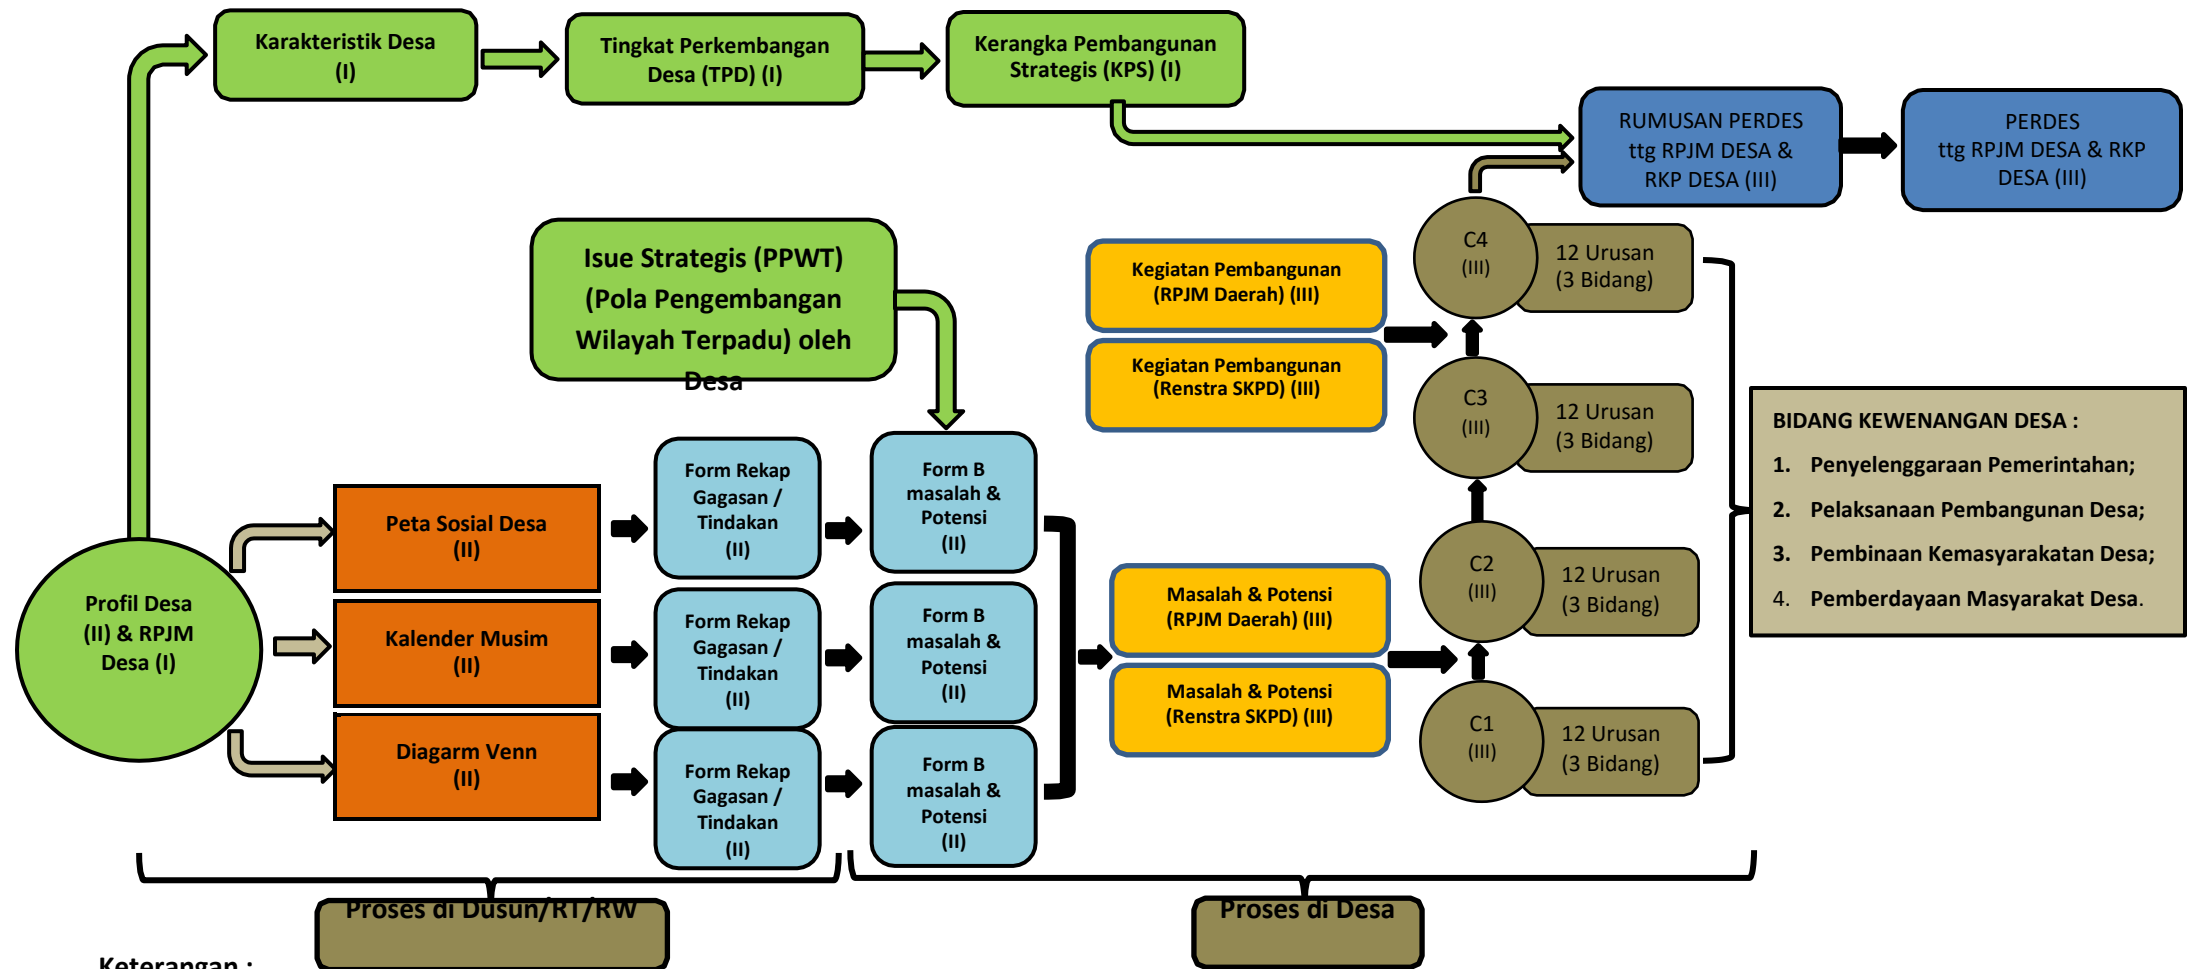 Karakteristik Desa
(I)
Tingkat Perkembangan
Desa (TPD) (I)
Kerangka Pembangunan
Strategis (KPS) (I)
RUMUSAN PERDES
ttg RPJM DESA &
RKP DESA (III)
PERDES
ttg RPJM DESA & RKP
DESA (III)
Isue Strategis (PPWT)
(Pola Pengembangan
Wilayah Terpadu) oleh
Desa
Kegiatan Pembangunan
(RPJM Daerah) (III)
Kegiatan Pembangunan
(Renstra SKPD) (III)
C4
(III)
12 Urusan
(3 Bidang)
C3
(III)
12 Urusan
(3 Bidang)
C2
(III)
12 Urusan
(3 Bidang)
C1
(III)
12 Urusan
(3 Bidang)
BIDANG KEWENANGAN DESA :
1. Penyelenggaraan Pemerintahan;
2. Pelaksanaan Pembangunan Desa;
3. Pembinaan Kemasyarakatan Desa;
4. Pemberdayaan Masyarakat Desa.
Profil Desa
(II) & RPJM
Desa (I)
Peta Sosial Desa
(II)
Kalender Musim
(II)
Diagarm Venn
(II)
Form Rekap
Gagasan /
Tindakan
(II)
Form Rekap
Gagasan /
Tindakan
(II)
Form Rekap
Gagasan /
Tindakan
(II)
Form B
masalah &
Potensi
(II)
Form B
masalah &
Potensi
(II)
Form B
masalah &
Potensi
(II)
Masalah & Potensi
(RPJM Daerah) (III)
Masalah & Potensi
(Renstra SKPD) (III)
Proses di Dusun/RT/RW
Proses di Desa
Keterangan :